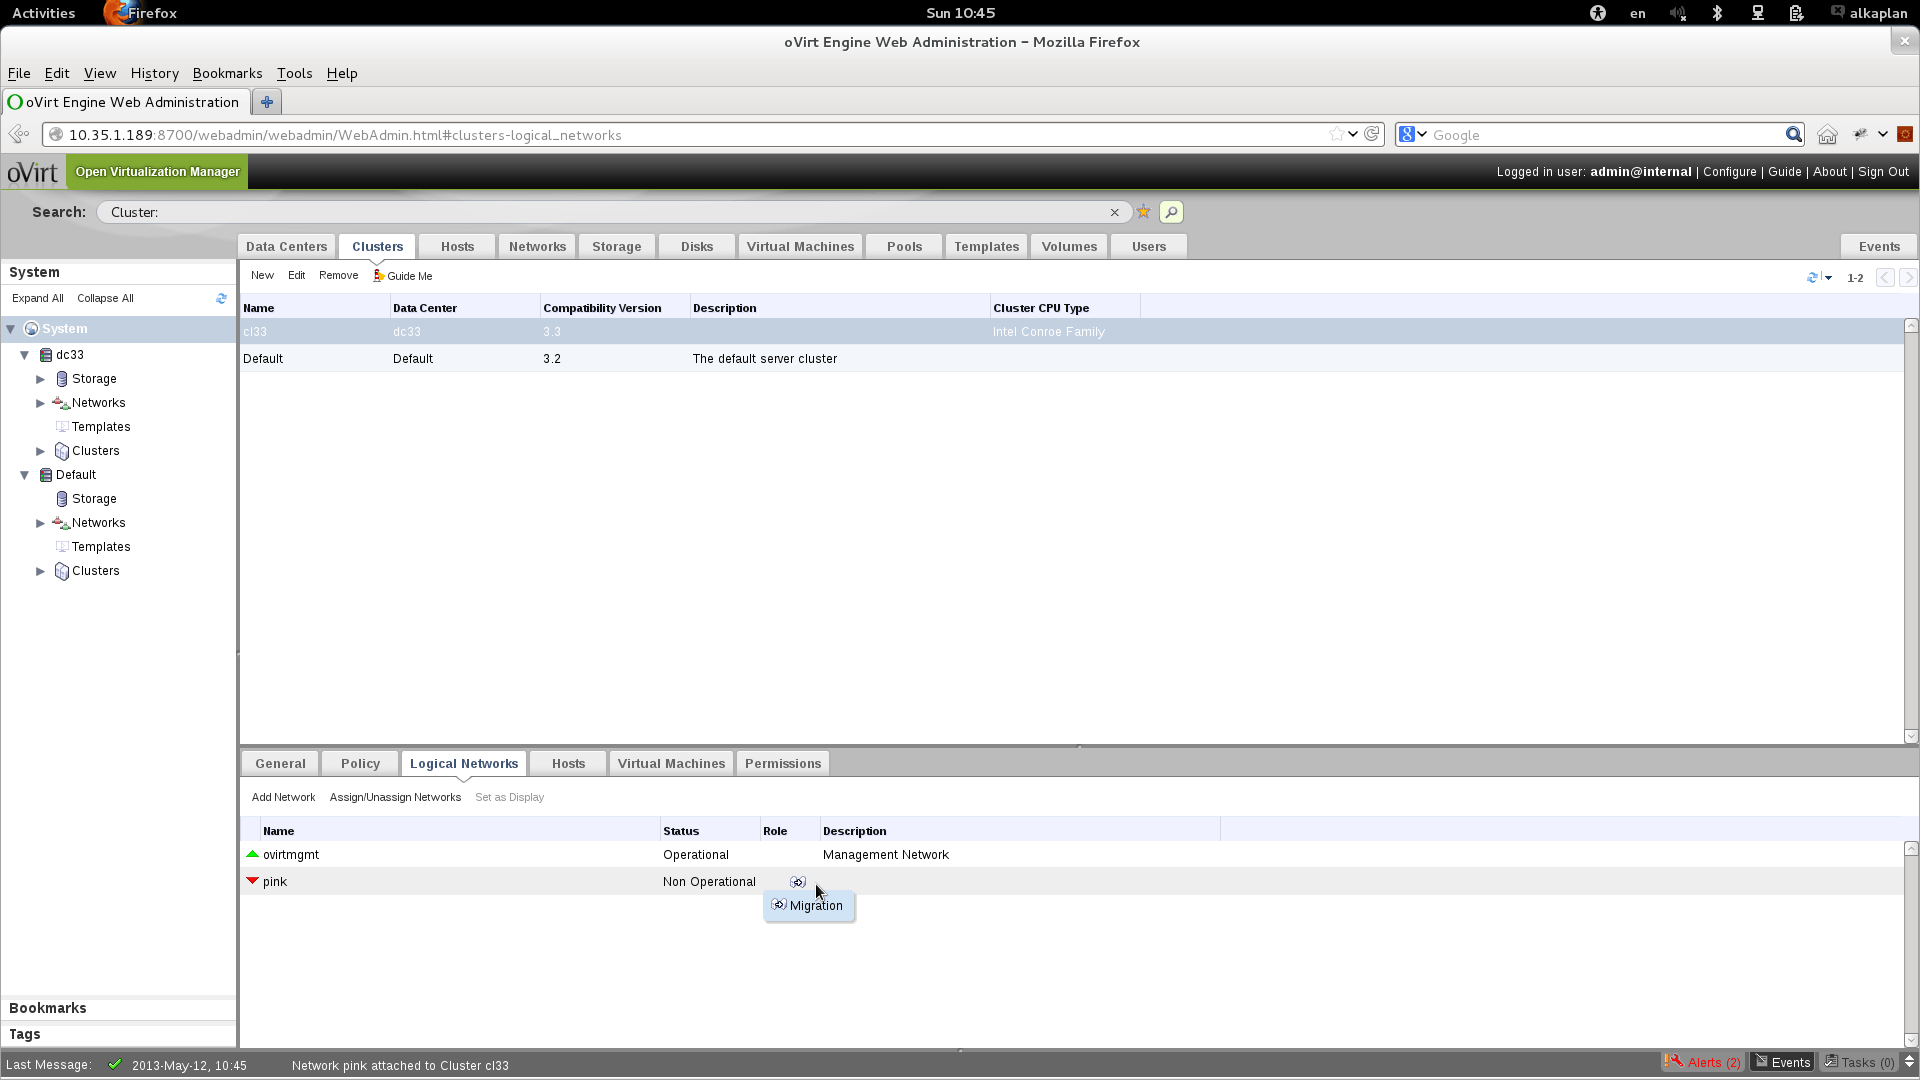 Activities Firefox Sun 10:45 en alkaplan
oVirt Engine Web Administration - Mozilla Firefox
File Edit View History Bookmarks Tools Help
oVirt Engine Web Administration
10.35.1.189:8700/webadmin/webadmin/WebAdmin.html#clusters-logical_networks Google
oVirt Open Virtualization Manager Logged in user: admin@internal | Configure | Guide | About | Sign Out
Search: Cluster:
Data Centers Clusters Hosts Networks Storage Disks Virtual Machines Pools Templates Volumes Users Events
System
Expand All Collapse All
System
dc33
Storage
Networks
Templates
Clusters
Default
Storage
Networks
Templates
Clusters
Bookmarks
Tags
New Edit Remove Guide Me 1-2
Name Data Center Compatibility Version Description Cluster CPU Type
cl33 dc33 3.3 Intel Conroe Family
Default Default 3.2 The default server cluster
General Policy Logical Networks Hosts Virtual Machines Permissions
Add Network Assign/Unassign Networks Set as Display
Name Status Role Description
ovirtmgmt Operational Management Network
pink Non Operational
Migration
Last Message: 2013-May-12, 10:45 Network pink attached to Cluster cl33 Alerts (2) Events Tasks (0)